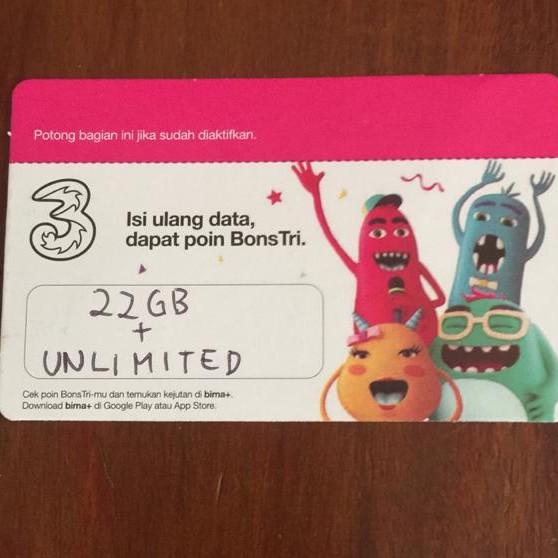 Potong bagian ini jika sudah diaktifkan.
3
Isi ulang data,
dapat poin BonsTri.
22GB
+
UNLIMITED
Cek poin BonsTri-mu dan temukan kejutan di bima+.
Download bima+ di Google Play atau App Store.